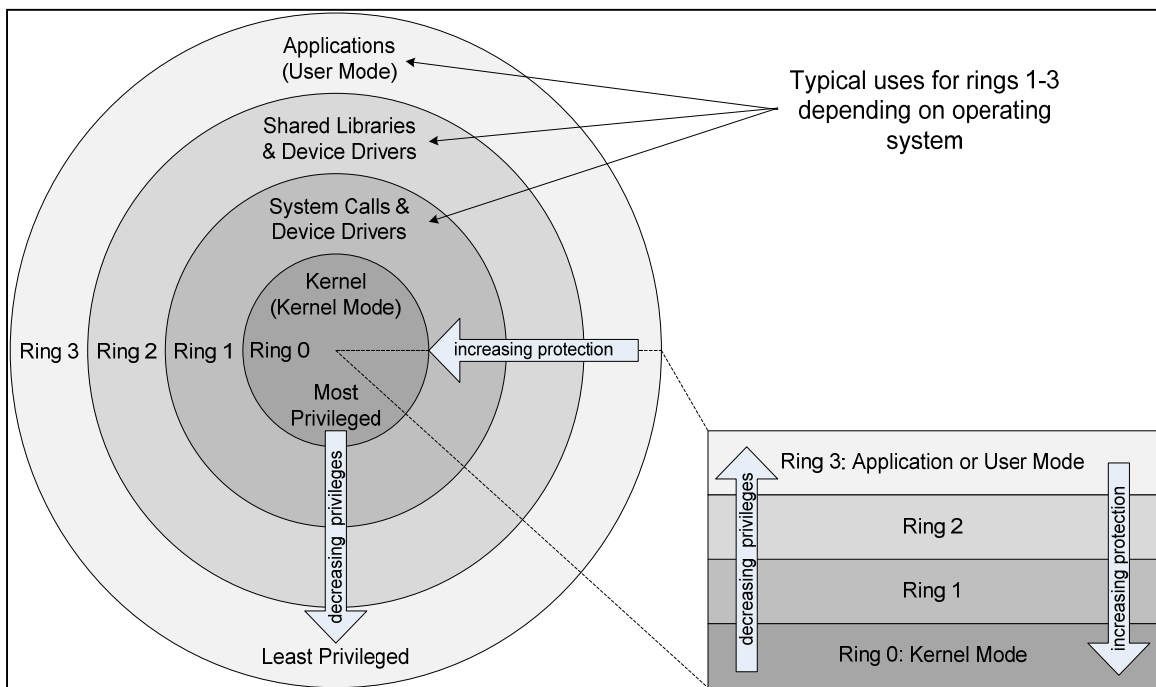 Applications
(User Mode)
Typical uses for rings 1-3
depending on operating
system
Shared Libraries
& Device Drivers
System Calls &
Device Drivers
Kernel
(Kernel Mode)
Ring 3
Ring 2
Ring 1
Ring 0
increasing protection
Most
Privileged
decreasing privileges
Least Privileged
Ring 3: Application or User Mode
Ring 2
Ring 1
Ring 0: Kernel Mode
decreasing privileges
increasing protection